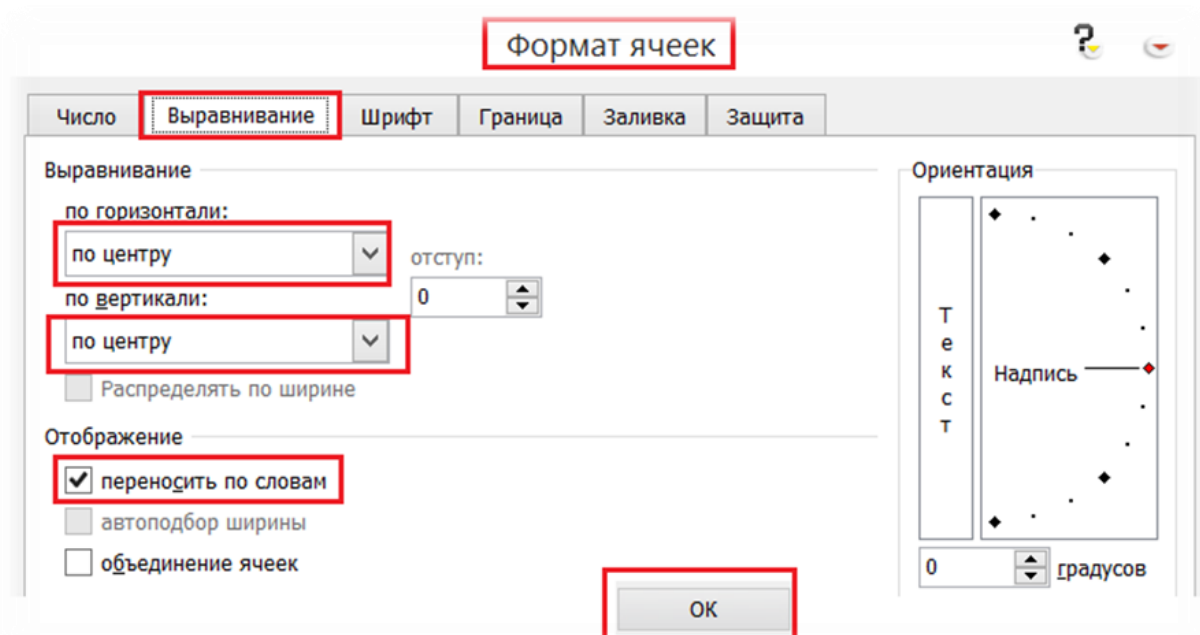 Формат ячеек
Число Выравнивание Шрифт Граница Заливка Защита
Выравнивание
по горизонтали:
по центру
отступ:
по вертикали:
0
по центру
Распределять по ширине
Отображение
переносить по словам
автоподбор ширины
объединение ячеек
Ориентация
Текст
Надпись
0 градусов
ОК